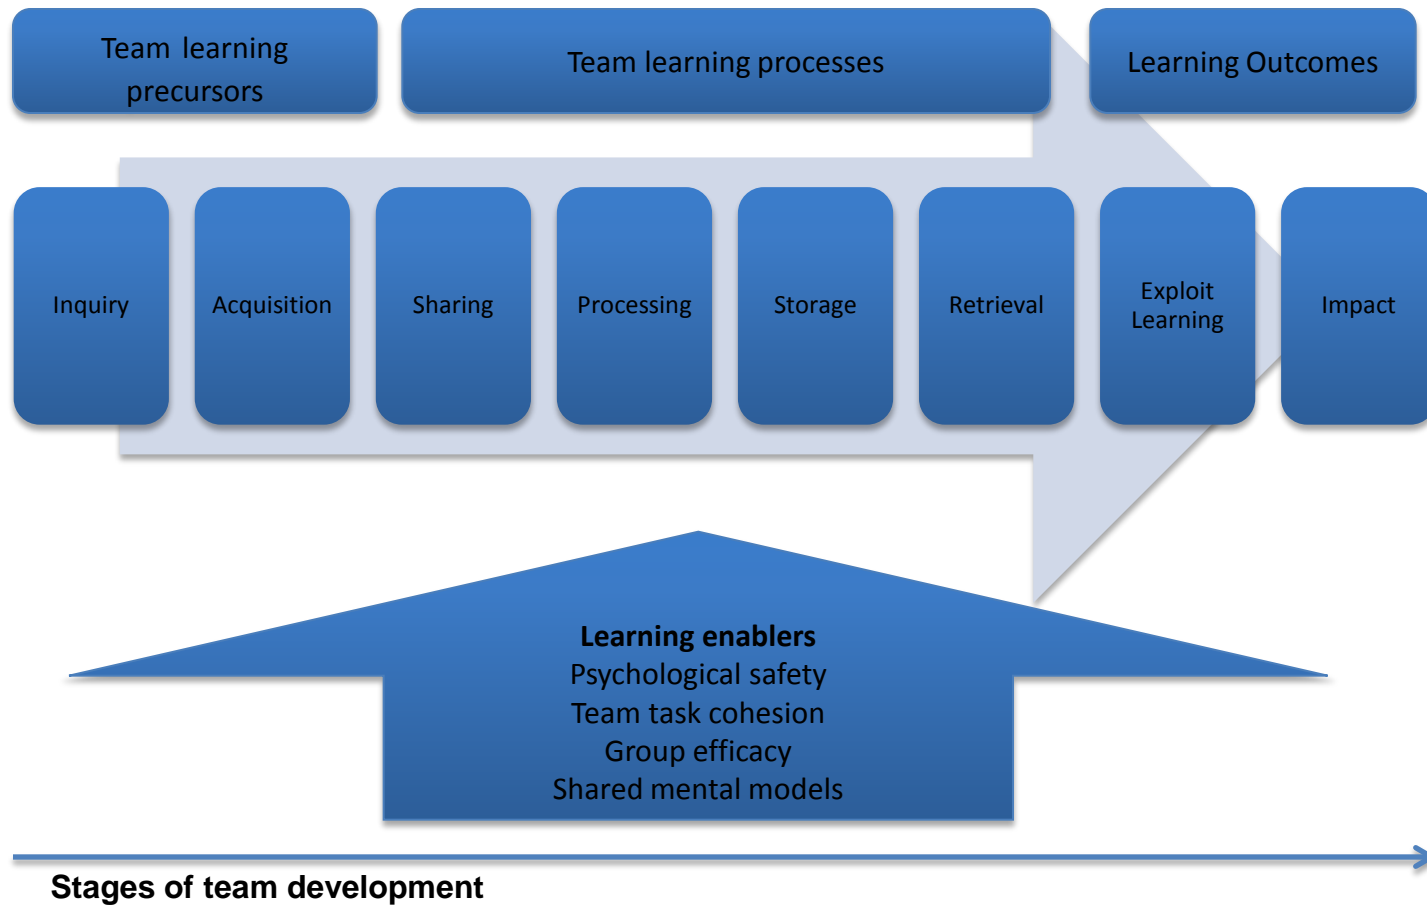 Team learning
precursors
Team learning processes
Learning Outcomes
Inquiry
Acquisition
Sharing
Processing
Storage
Retrieval
Exploit
Learning
Impact
Learning enablers
Psychological safety
Team task cohesion
Group efficacy
Shared mental models
Stages of team development